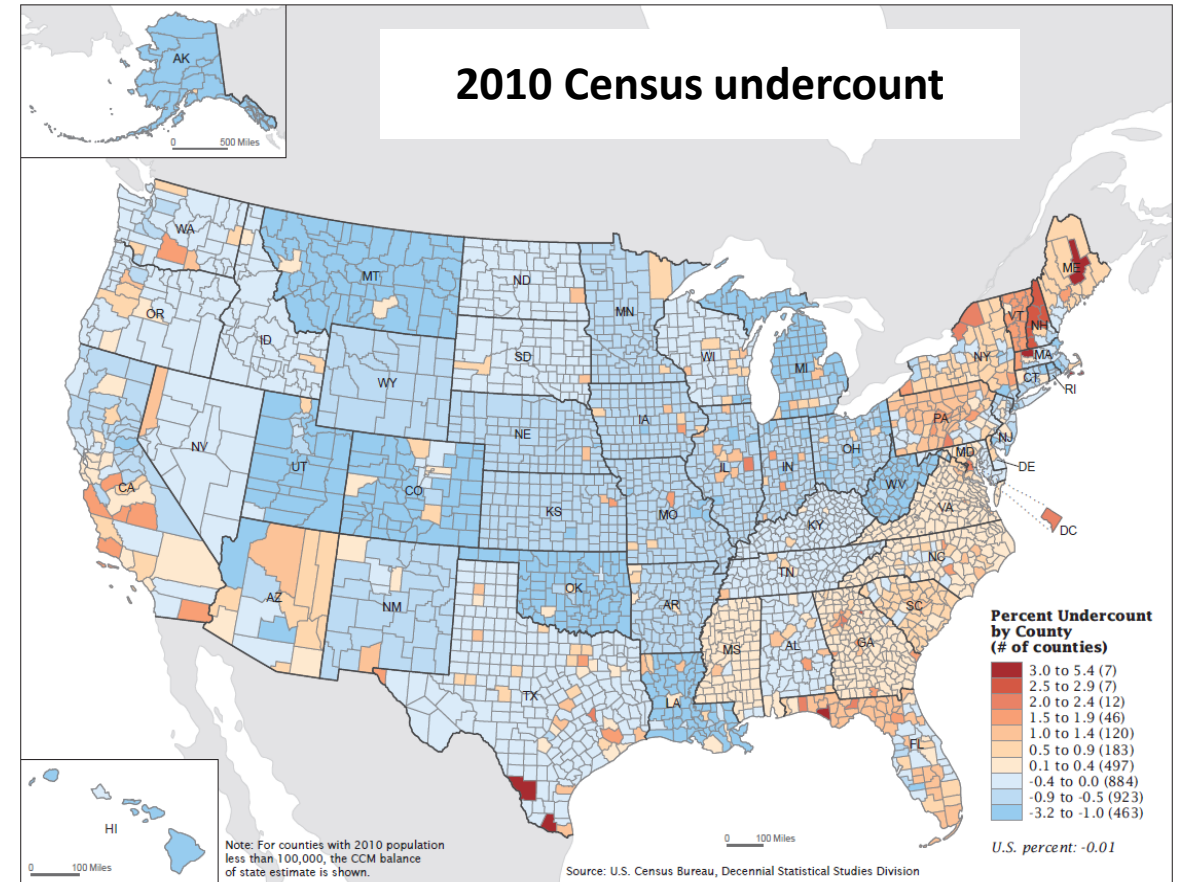 2010 Census undercount
AK
0 500 Miles
WA
MT
ND
MN
ME
OR
ID
SD
WI
MI
VT
NH
NY
MA
CT
RI
WY
IA
NE
PA
NJ
NV
UT
CO
IL
IN
OH
MD
DE
WV
CA
KS
MO
KY
VA
DC
TN
NC
AZ
NM
OK
AR
SC
MS
AL
GA
TX
LA
FL
Percent Undercount
by County
(# of counties)
3.0 to 5.4 (7)
2.5 to 2.9 (7)
2.0 to 2.4 (12)
1.5 to 1.9 (46)
1.0 to 1.4 (120)
0.5 to 0.9 (183)
0.1 to 0.4 (497)
-0.4 to 0.0 (884)
-0.9 to -0.5 (923)
-3.2 to -1.0 (463)
U.S. percent: -0.01
HI
0 100 Miles
Note: For counties with 2010 population
less than 100,000, the CCM balance
of state estimate is shown.
0 100 Miles
Source: U.S. Census Bureau, Decennial Statistical Studies Division